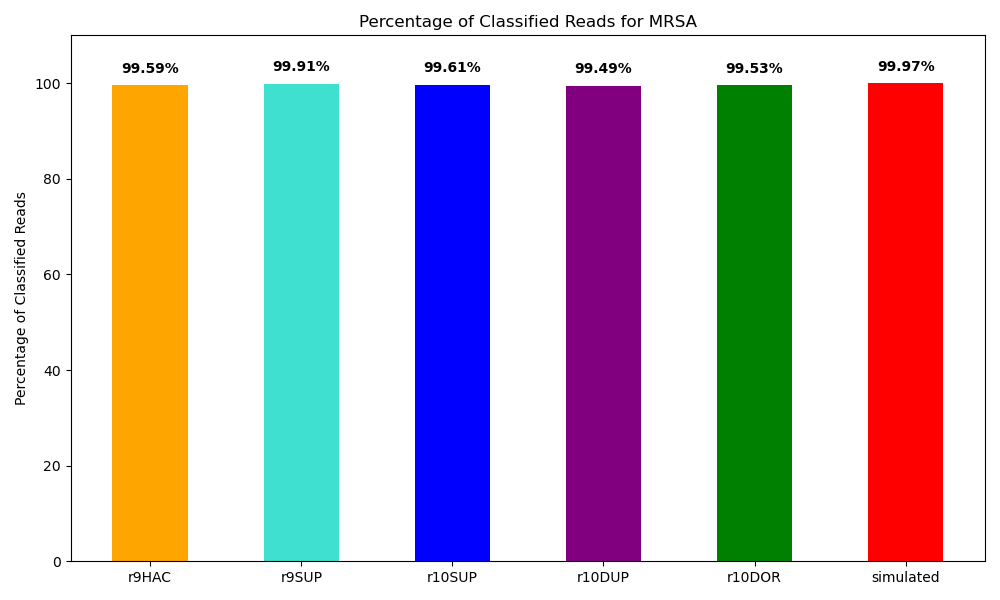 Percentage of Classified Reads for MRSA
99.59%
99.91%
99.61%
99.49%
99.53%
99.97%
100
80
60
40
20
0
Percentage of Classified Reads
r9HAC
r9SUP
r10SUP
r10DUP
r10DOR
simulated